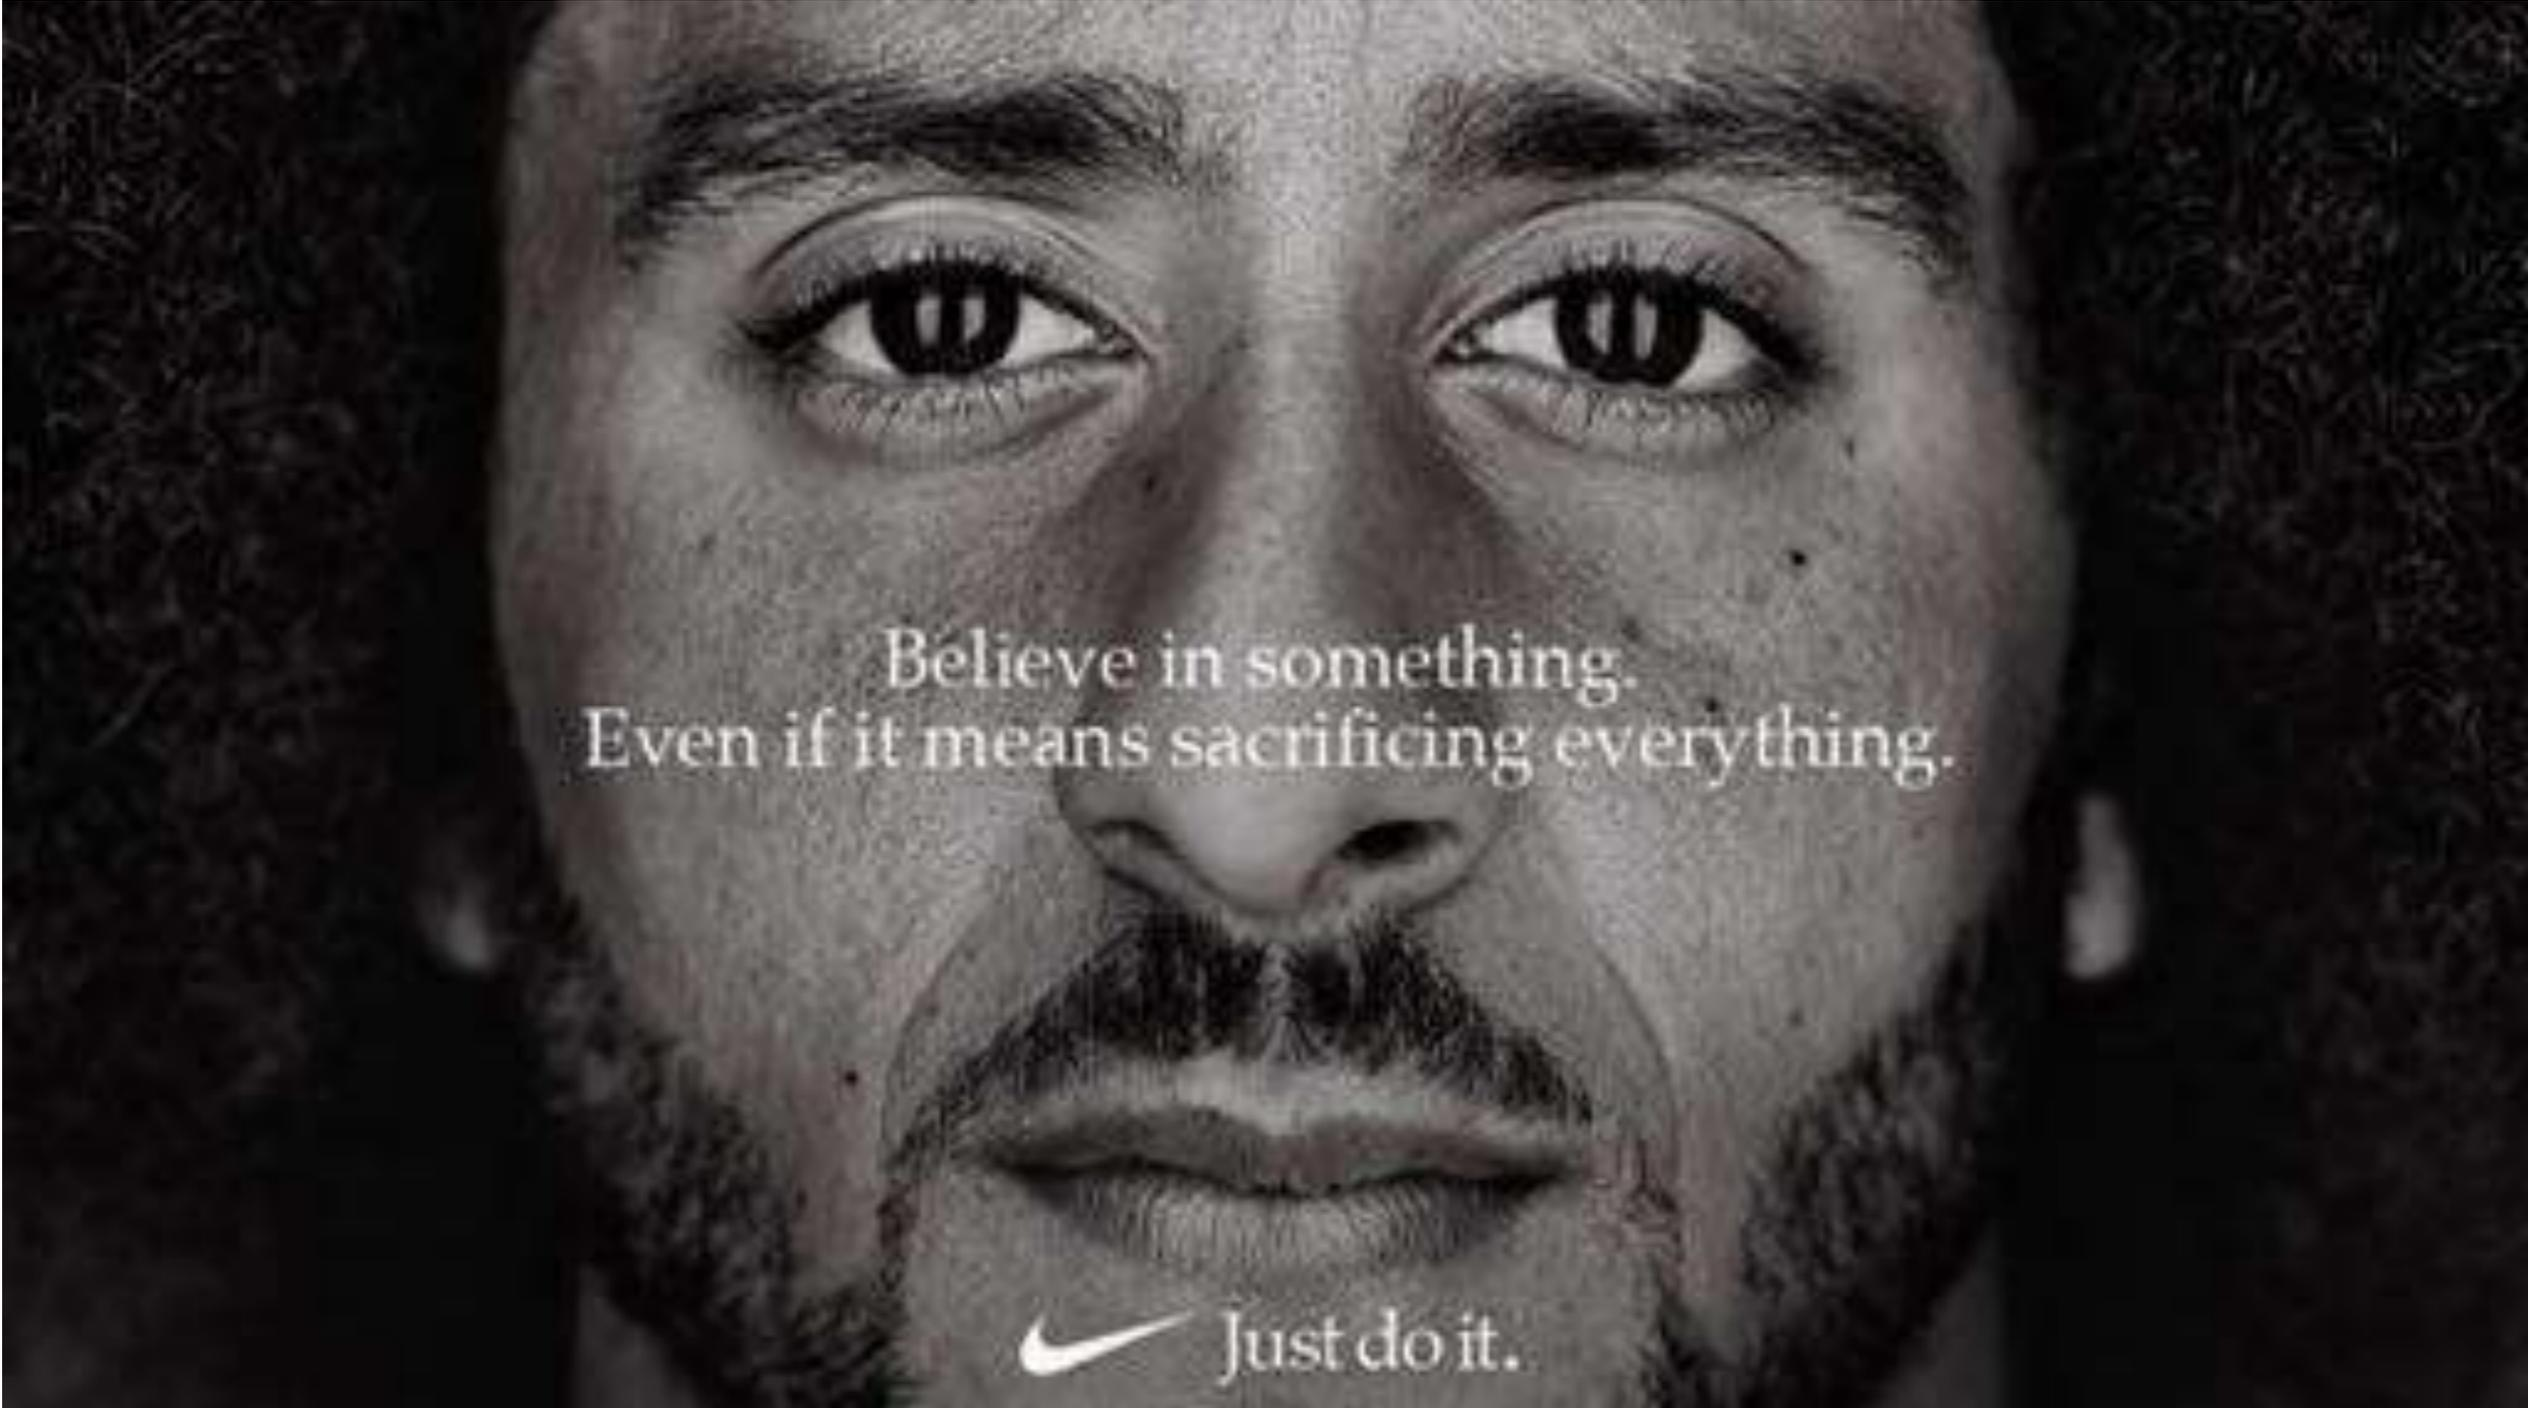 Believe in something.
Even if it means sacrificing everything.
Just do it.